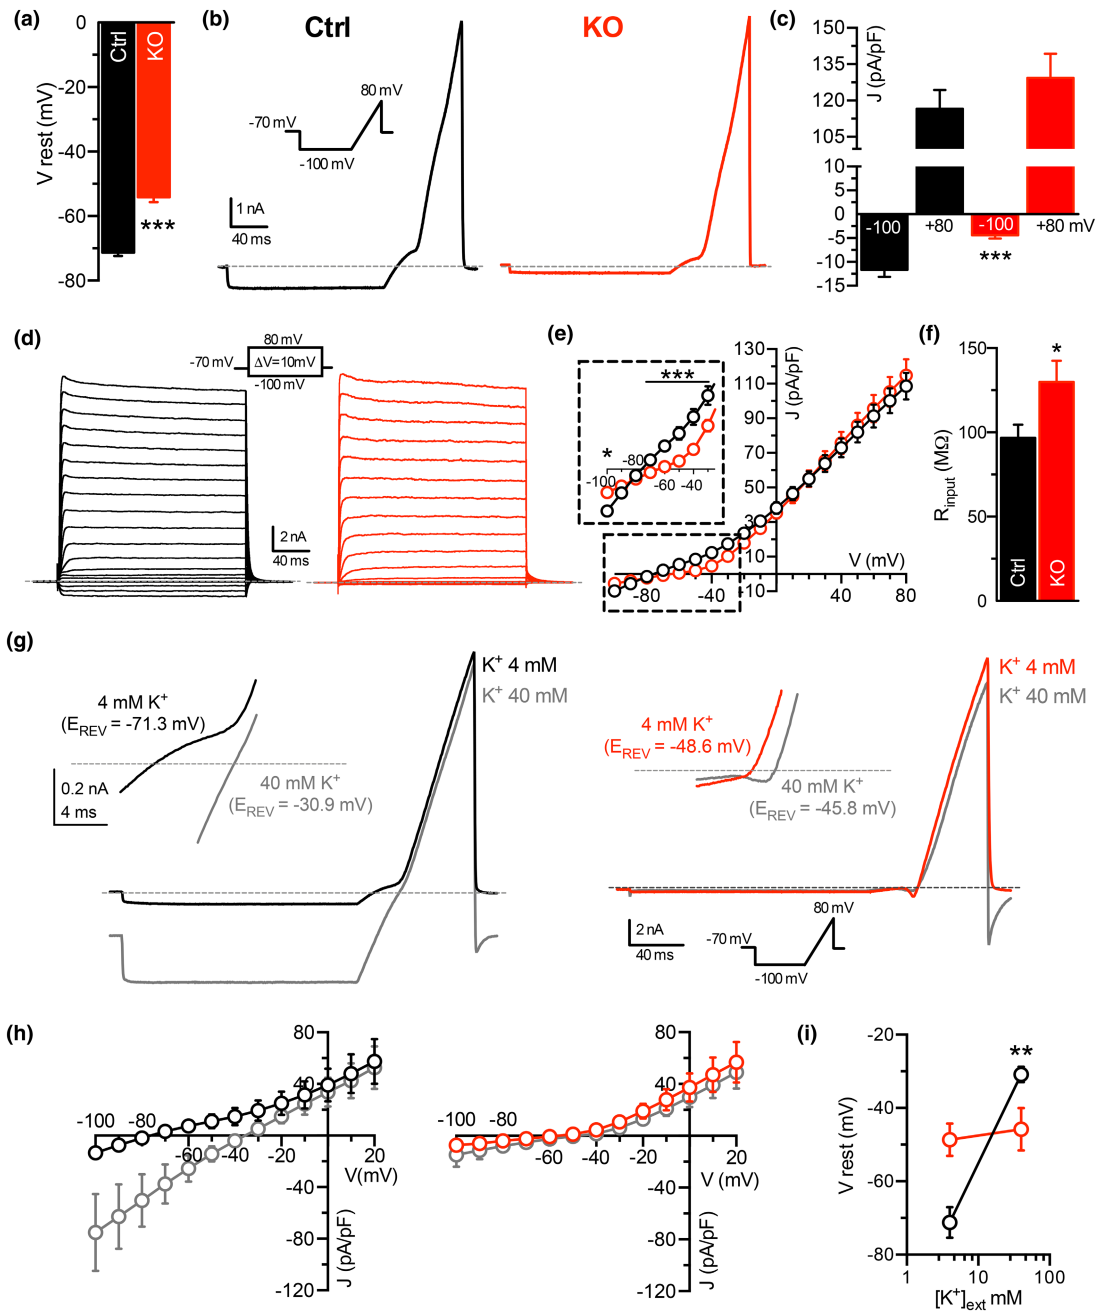 (a)
0
-20
-40
-60
-80
V rest (mV)
Ctrl
KO
***
(b)
Ctrl
KO
80 mV
-70 mV
-100 mV
1 nA
40 ms
(c)
J (pA/pF)
150
135
120
105
10
5
0
-5
-10
-15
-100
+80
-100
+80 mV
***
(d)
80 mV
-70 mV
ΔV=10mV
-100 mV
2 nA
40 ms
(e)
130
110
90
70
50
30
10
-10
J (pA/pF)
V (mV)
-80
-40
40
80
***
*
-100
-80
-60
-40
(f)
150
100
50
0
Rinput (MΩ)
Ctrl
KO
*
(g)
4 mM K+
(EREV = -71.3 mV)
0.2 nA
4 ms
40 mM K+
(EREV = -30.9 mV)
K+ 4 mM
K+ 40 mM
4 mM K+
(EREV = -48.6 mV)
40 mM K+
(EREV = -45.8 mV)
K+ 4 mM
K+ 40 mM
2 nA
40 ms
80 mV
-70 mV
-100 mV
(h)
80
40
-40
-80
-120
-100
-80
-60
-40
-20
20
V(mV)
J (pA/pF)
80
40
-40
-80
-120
-100
-80
-60
-40
-20
20
V (mV)
J (pA/pF)
(i)
-20
-40
-60
-80
V rest (mV)
**
1
10
100
[K+]ext mM